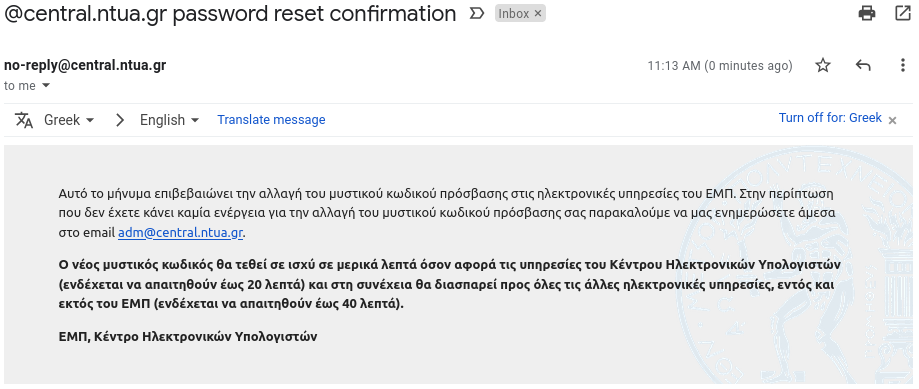 @central.ntua.gr password reset confirmation Inbox ×
no-reply@central.ntua.gr 11:13 AM (0 minutes ago)
to me
Greek English Translate message Turn off for: Greek ×
Αυτό το μήνυμα επιβεβαιώνει την αλλαγή του μυστικού κωδικού πρόσβασης στις ηλεκτρονικές υπηρεσίες του ΕΜΠ. Στην περίπτωση
που δεν έχετε κάνει καμία ενέργεια για την αλλαγή του μυστικού κωδικού πρόσβασης σας παρακαλούμε να μας ενημερώσετε άμεσα
στο email adm@central.ntua.gr.
Ο νέος μυστικός κωδικός θα τεθεί σε ισχύ σε μερικά λεπτά όσον αφορά τις υπηρεσίες του Κέντρου Ηλεκτρονικών Υπολογιστών
(ενδέχεται να απαιτηθούν έως 20 λεπτά) και στη συνέχεια θα διασπαρεί προς όλες τις άλλες ηλεκτρονικές υπηρεσίες, εντός και
εκτός του ΕΜΠ (ενδέχεται να απαιτηθούν έως 40 λεπτά).
ΕΜΠ, Κέντρο Ηλεκτρονικών Υπολογιστών